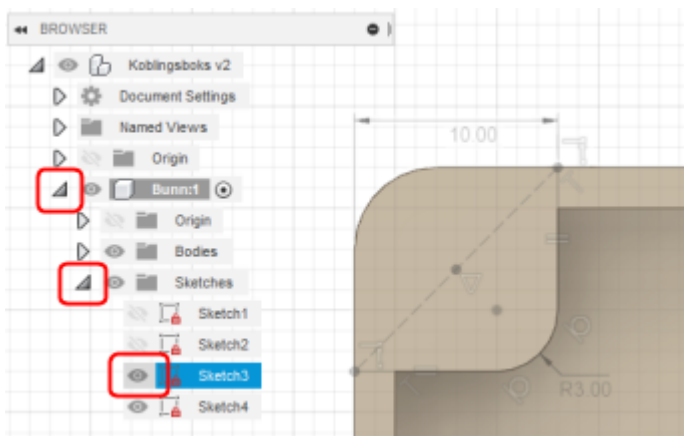 BROWSER
Koblingsboks v2
Document Settings
Named Views
Origin
Bunn:1
Origin
Bodies
Sketches
Sketch1
Sketch2
Sketch3
Sketch4
10.00
R3.00